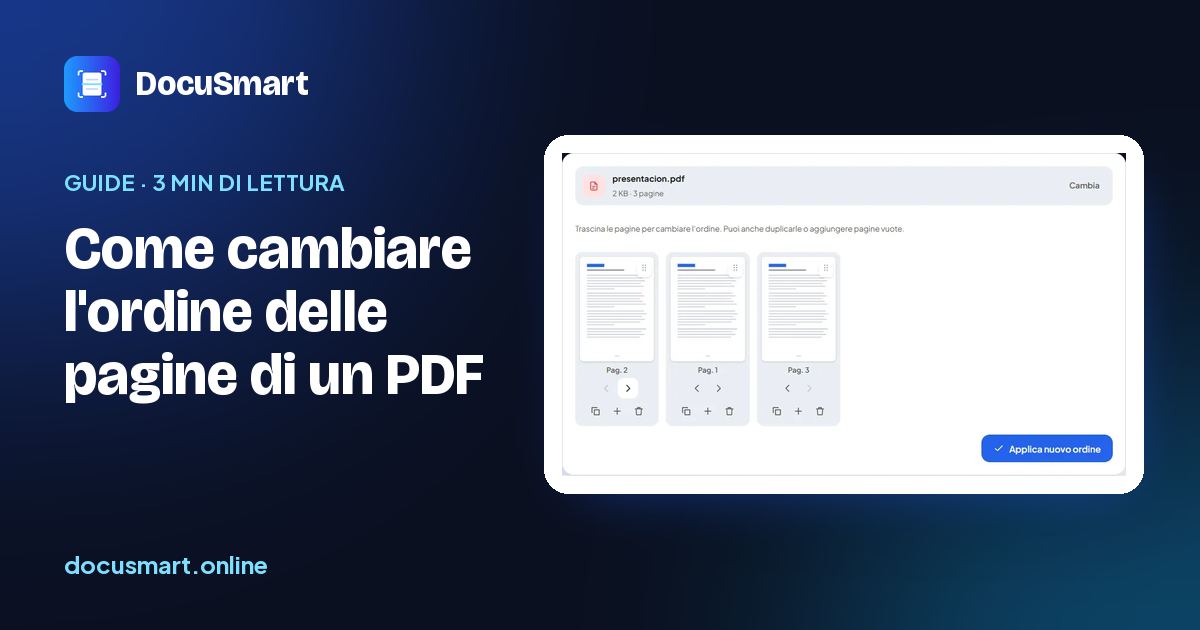 DocuSmart
GUIDE · 3 MIN DI LETTURA
Come cambiare
l'ordine delle
pagine di un PDF
docusmart.online
presentacion.pdf
2 KB · 3 pagine
Cambia
Trascina le pagine per cambiare l'ordine. Puoi anche duplicarle o aggiungere pagine vuote.
Pag. 2
Pag. 1
Pag. 3
Applica nuovo ordine